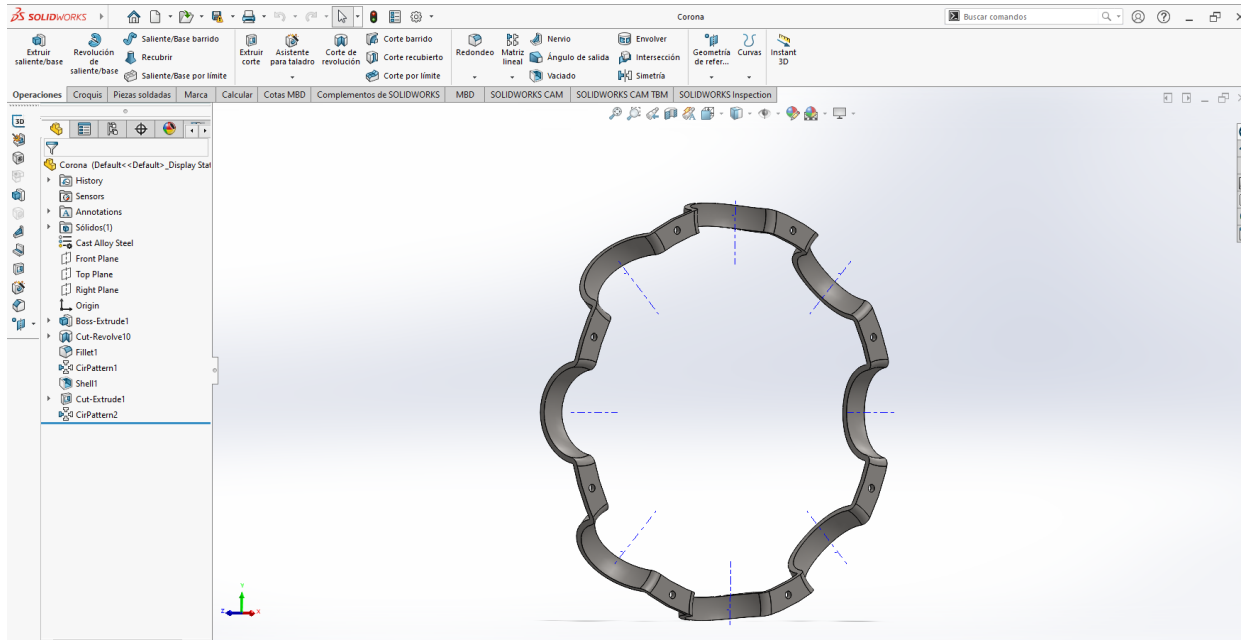 SOLIDWORKS
Corona
Buscar comandos
Extruir saliente/base
Revolución de saliente/base
Saliente/Base barrido
Recubrir
Saliente/Base por límite
Extruir corte
Asistente para taladro
Corte de revolución
Corte barrido
Corte recubierto
Corte por límite
Redondeo
Matriz lineal
Nervio
Ángulo de salida
Vaciado
Envolver
Intersección
Simetría
Geometría de refer...
Curvas
Instant 3D
Operaciones
Croquis
Piezas soldadas
Marca
Calcular
Cotas MBD
Complementos de SOLIDWORKS
MBD
SOLIDWORKS CAM
SOLIDWORKS CAM TBM
SOLIDWORKS Inspection
3D
Corona (Default<<Default>_Display Stat
History
Sensors
Annotations
Sólidos(1)
Cast Alloy Steel
Front Plane
Top Plane
Right Plane
Origin
Boss-Extrude1
Cut-Revolve10
Fillet1
CirPattern1
Shell1
Cut-Extrude1
CirPattern2
Y
Z
X